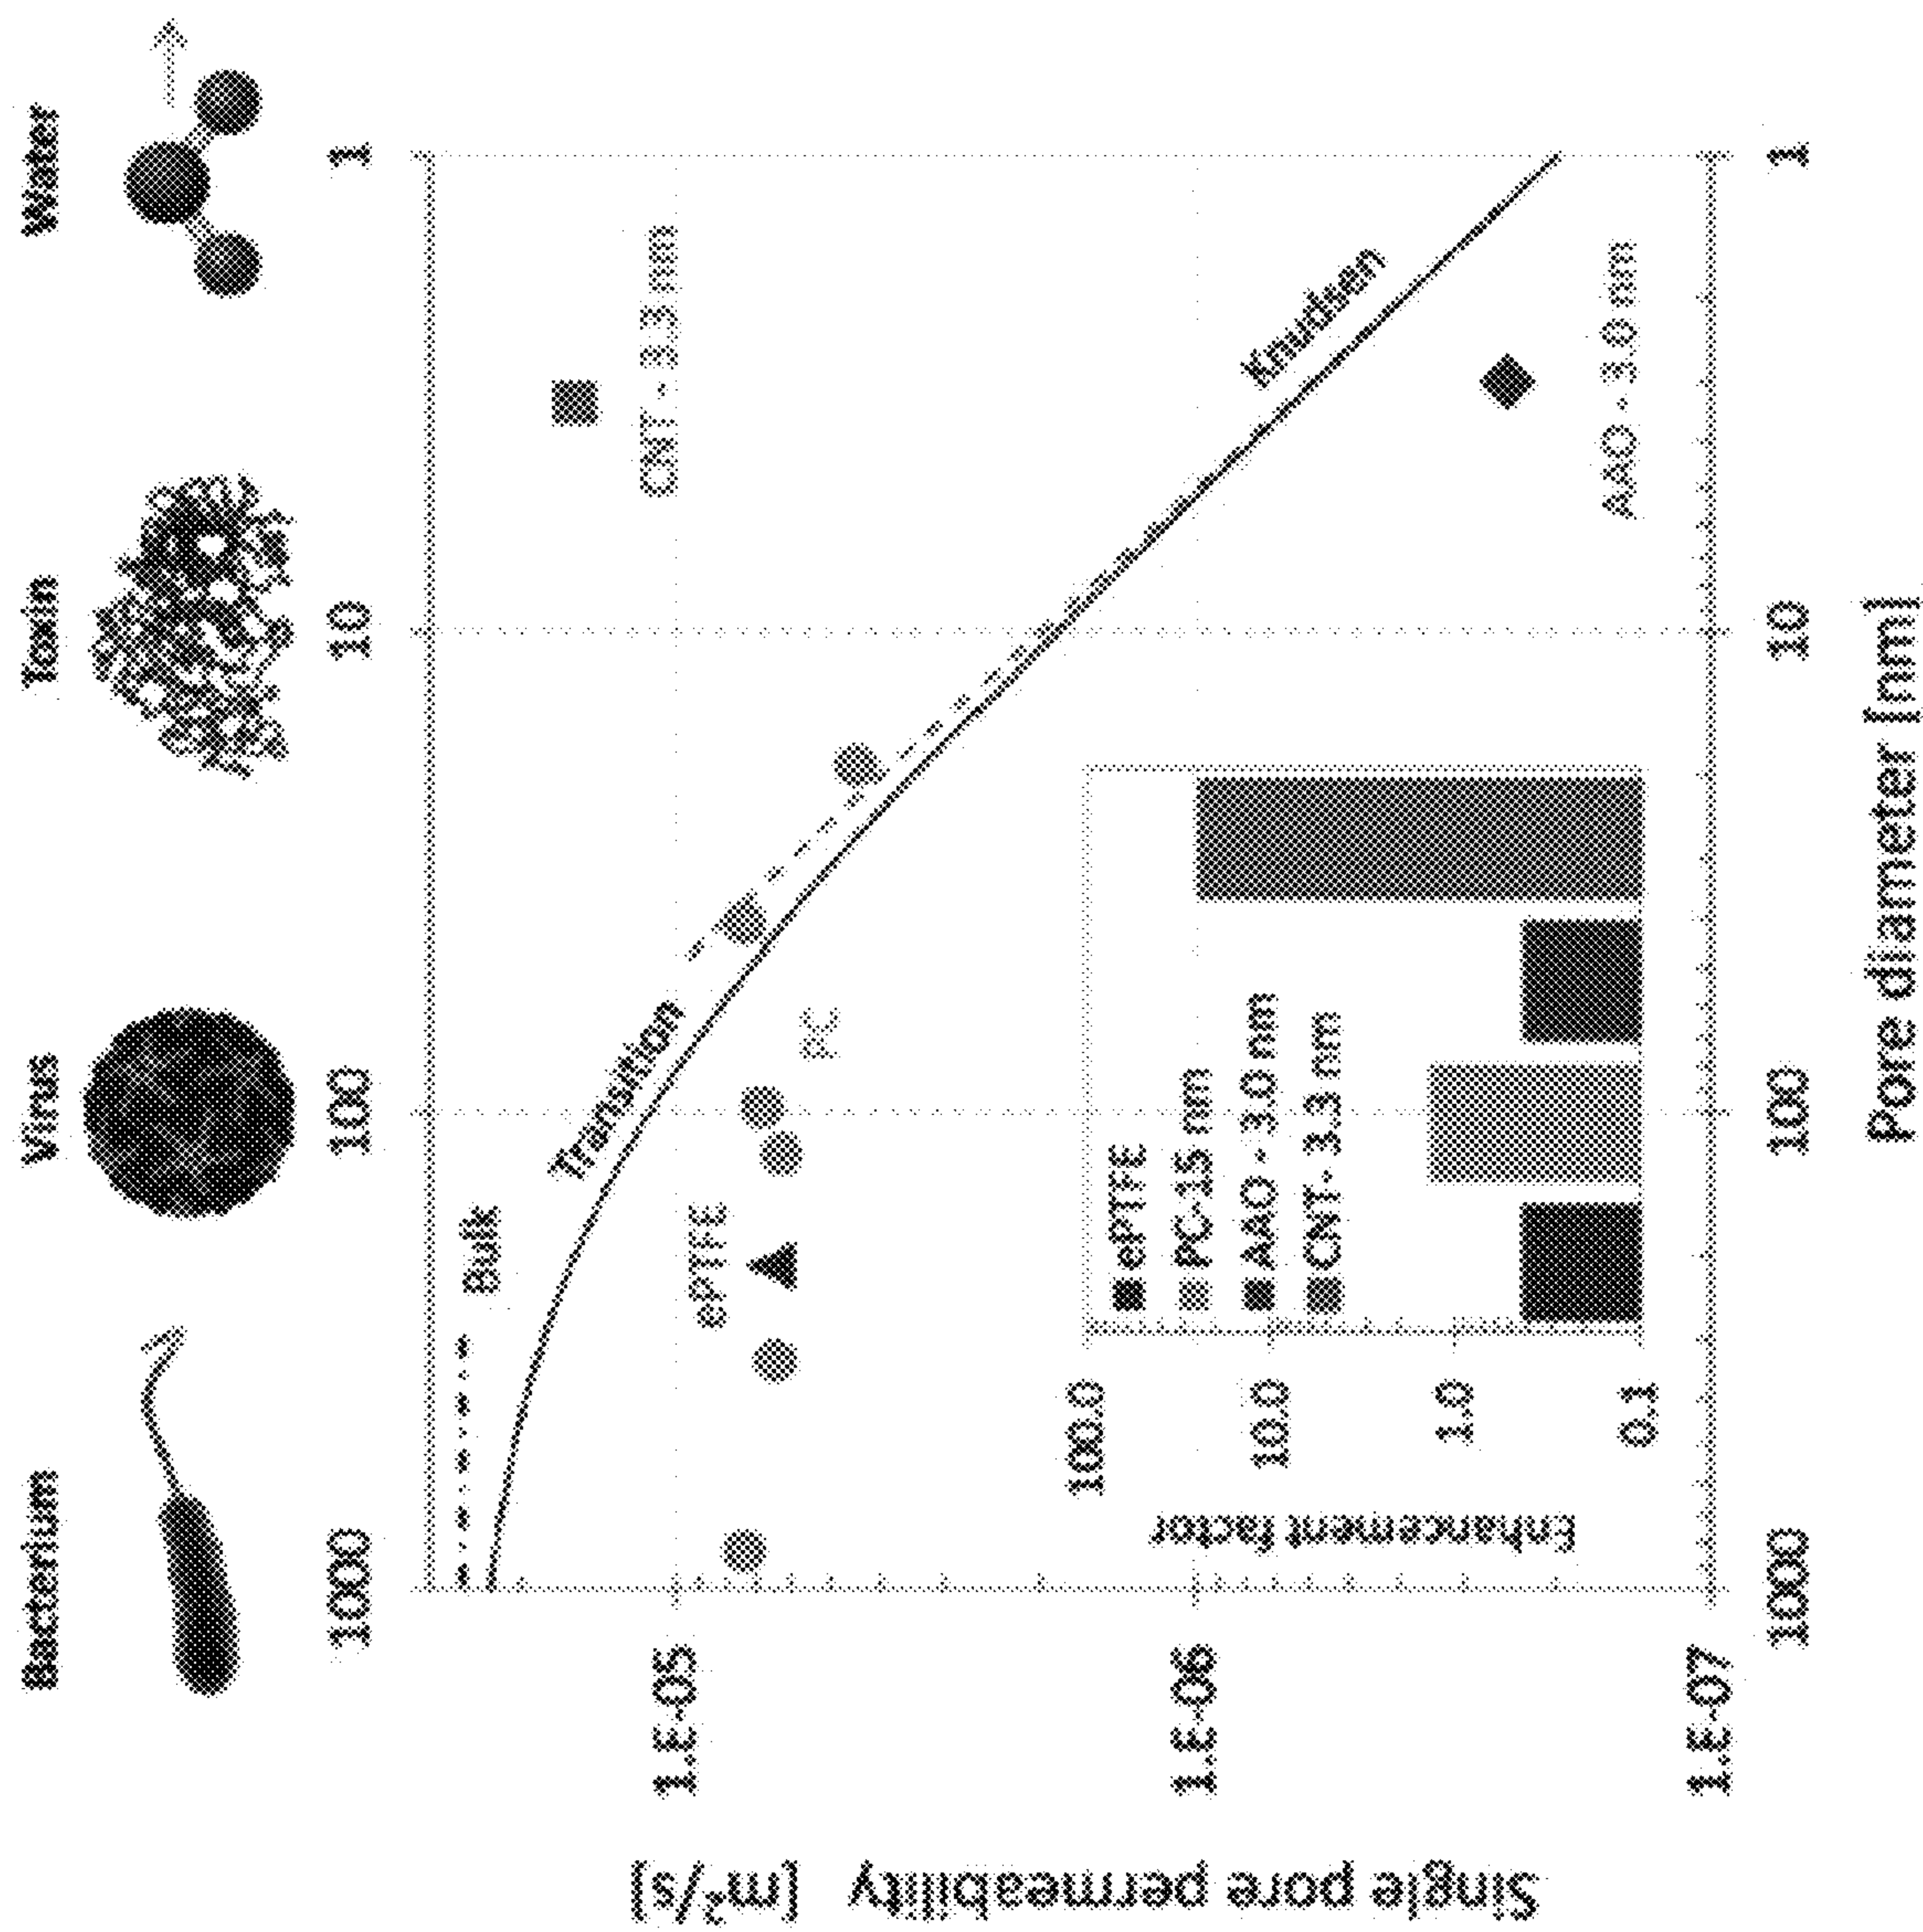 Bacterium
Virus
Toxin
Water
1000
100
10
1
Bulk
Transition
Knudsen
ePTFE
PC
CNT - 3.3 nm
AAO - 3.0 nm
1.E-05
1.E-06
1.E-07
Single pore permeability [m²/s]
Enhancement factor
100.0
10.0
1.0
0.1
ePTFE
PC-15 nm
AAO - 3.0 nm
CNT- 3.3 nm
1000
100
10
1
Pore diameter [nm]